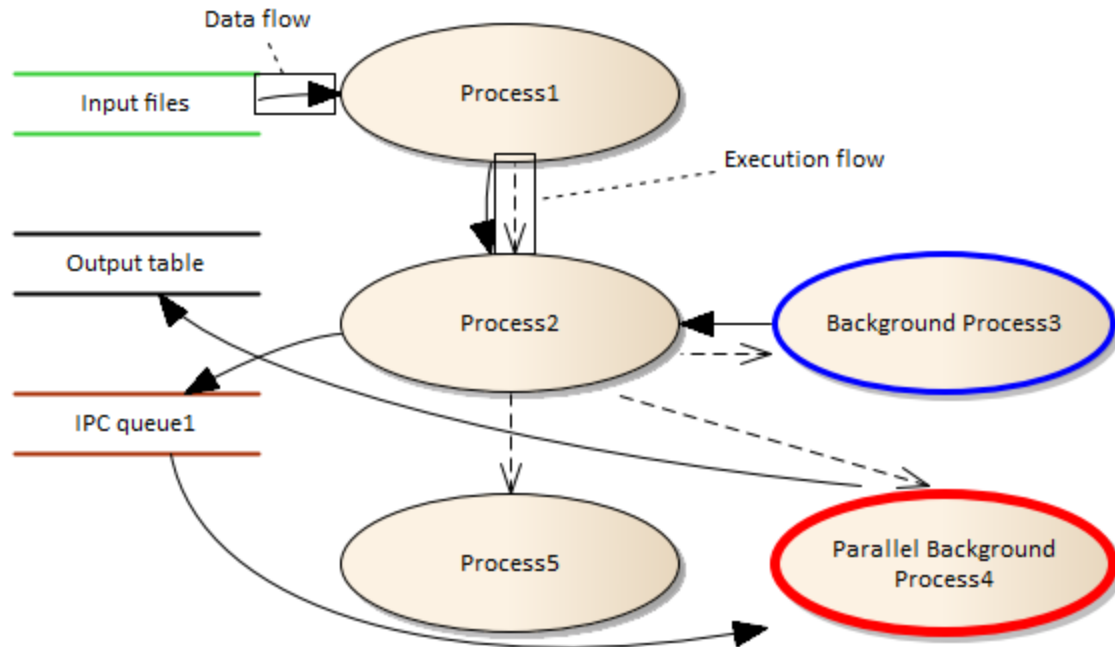 Data flow
Input files
Process1
Execution flow
Output table
Process2
Background Process3
IPC queue1
Process5
Parallel Background
Process4